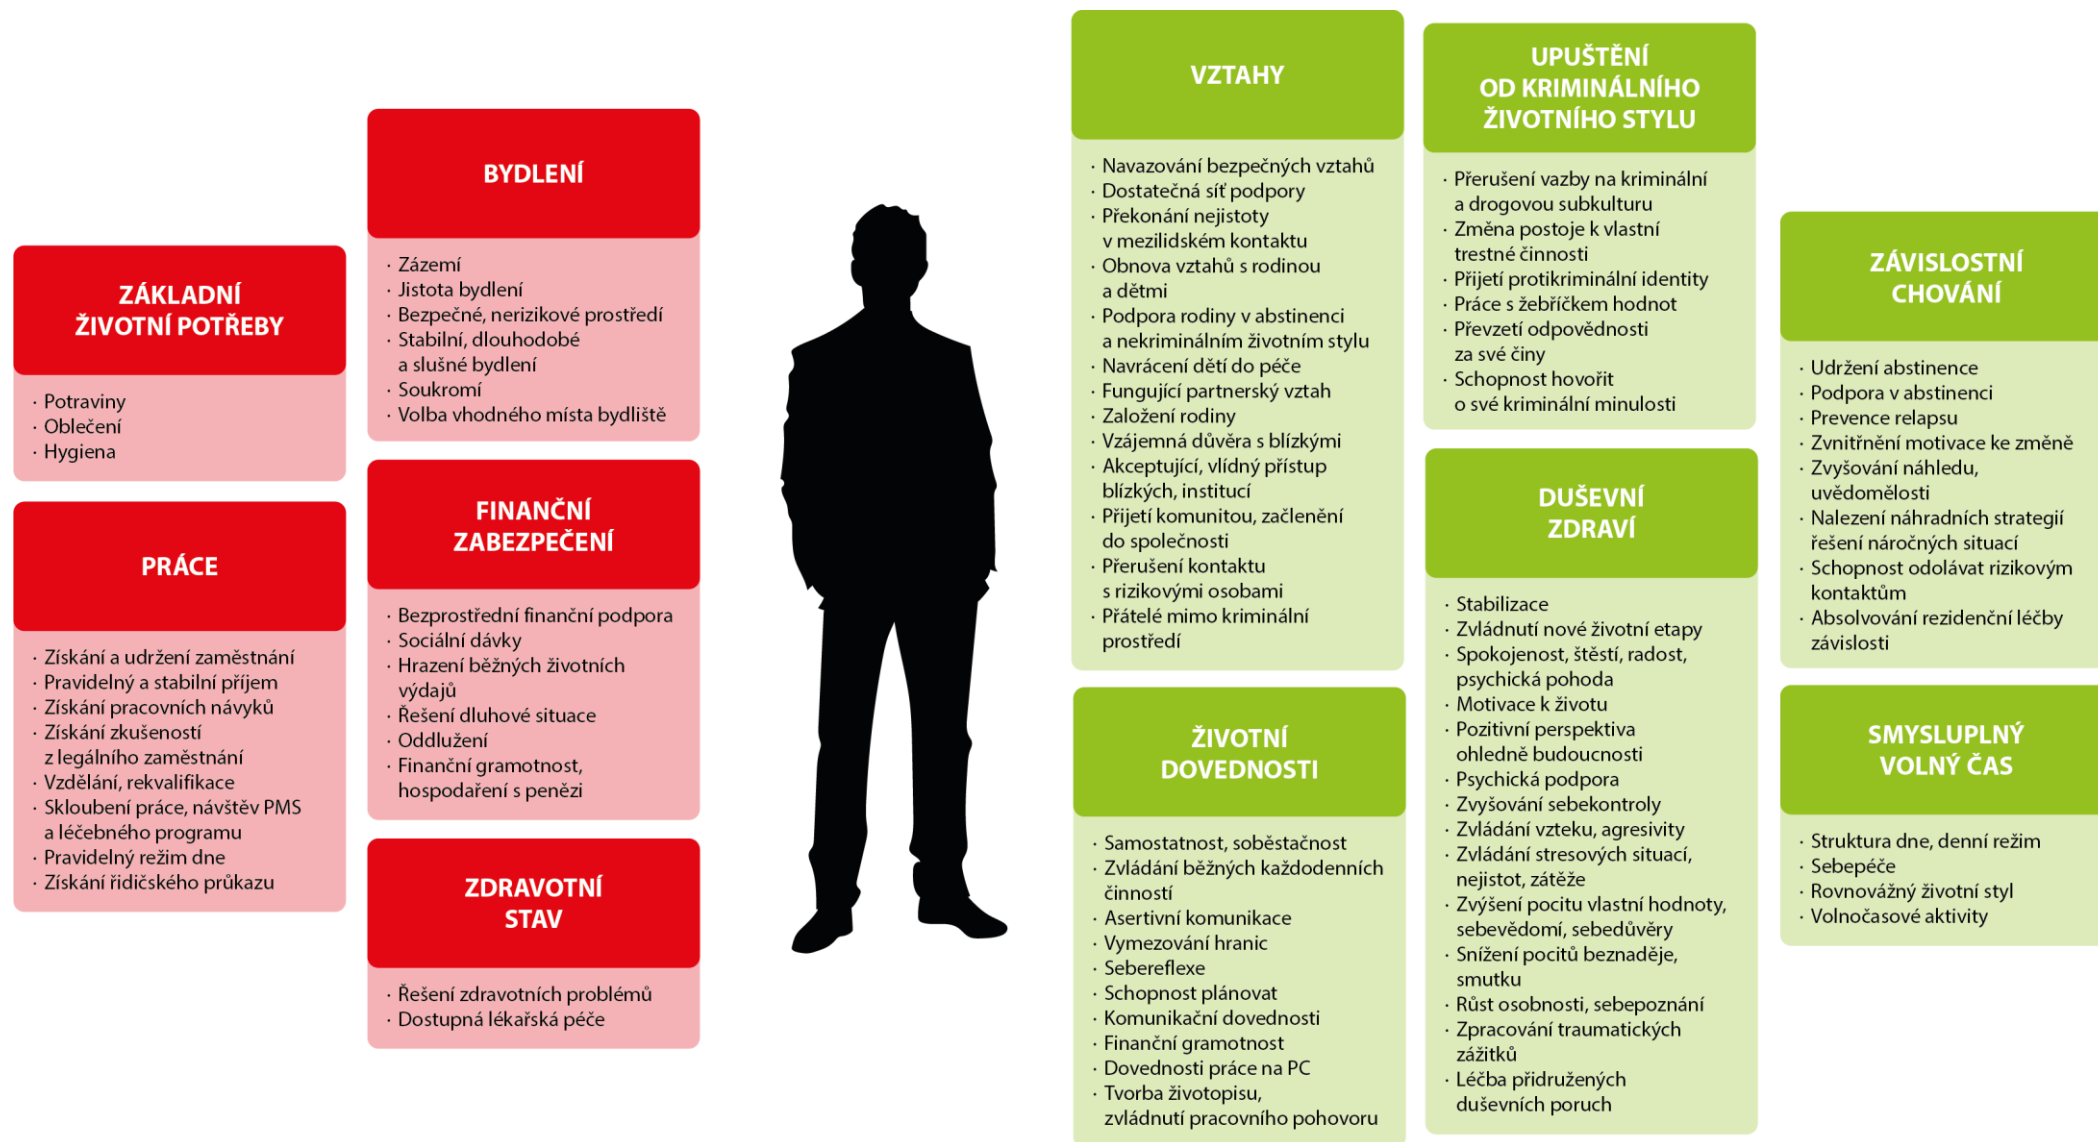 ZÁKLADNÍ
ŽIVOTNÍ POTŘEBY
· Potraviny
· Oblečení
· Hygiena
PRÁCE
· Získání a udržení zaměstnání
· Pravidelný a stabilní příjem
· Získání pracovních návyků
· Získání zkušeností
z legálního zaměstnání
· Vzdělání, rekvalifikace
· Skloubení práce, návštěv PMS
a léčebného programu
· Pravidelný režim dne
· Získání řidičského průkazu
BYDLENÍ
· Zázemí
· Jistota bydlení
· Bezpečné, nerizikové prostředí
· Stabilní, dlouhodobé
a slušné bydlení
· Soukromí
· Volba vhodného místa bydliště
FINANČNÍ
ZABEZPEČENÍ
· Bezprostřední finanční podpora
· Sociální dávky
· Hrazení běžných životních
výdajů
· Řešení dluhové situace
· Oddlužení
· Finanční gramotnost,
hospodaření s penězi
ZDRAVOTNÍ
STAV
· Řešení zdravotních problémů
· Dostupná lékařská péče
VZTAHY
· Navazování bezpečných vztahů
· Dostatečná síť podpory
· Překonání nejistoty
v mezilidském kontaktu
· Obnova vztahů s rodinou
a dětmi
· Podpora rodiny v abstinenci
a nekriminálním životním stylu
· Navrácení dětí do péče
· Fungující partnerský vztah
· Založení rodiny
· Vzájemná důvěra s blízkými
· Akceptující, vlídný přístup
blízkých, institucí
· Přijetí komunitou, začlenění
do společnosti
· Přerušení kontaktu
s rizikovými osobami
· Přátelé mimo kriminální
prostředí
ŽIVOTNÍ
DOVEDNOSTI
· Samostatnost, soběstačnost
· Zvládání běžných každodenních
činností
· Asertivní komunikace
· Vymezování hranic
· Sebereflexe
· Schopnost plánovat
· Komunikační dovednosti
· Finanční gramotnost
· Dovednosti práce na PC
· Tvorba životopisu,
zvládnutí pracovního pohovoru
UPUŠTĚNÍ
OD KRIMINÁLNÍHO
ŽIVOTNÍHO STYLU
· Přerušení vazby na kriminální
a drogovou subkulturu
· Změna postoje k vlastní
trestné činnosti
· Přijetí protikriminální identity
· Práce s žebříčkem hodnot
· Převzetí odpovědnosti
za své činy
· Schopnost hovořit
o své kriminální minulosti
DUŠEVNÍ
ZDRAVÍ
· Stabilizace
· Zvládnutí nové životní etapy
· Spokojenost, štěstí, radost,
psychická pohoda
· Motivace k životu
· Pozitivní perspektiva
ohledně budoucnosti
· Psychická podpora
· Zvyšování sebekontroly
· Zvládání vzteku, agresivity
· Zvládání stresových situací,
nejistot, zátěže
· Zvýšení pocitu vlastní hodnoty,
sebevědomí, sebedůvěry
· Snížení pocitů beznaděje,
smutku
· Růst osobnosti, sebepoznání
· Zpracování traumatických
zážitků
· Léčba přidružených
duševních poruch
ZÁVISLOSTNÍ
CHOVÁNÍ
· Udržení abstinence
· Podpora v abstinenci
· Prevence relapsu
· Zvnitřnění motivace ke změně
· Zvyšování náhledu,
uvědomělosti
· Nalezení náhradních strategií
řešení náročných situací
· Schopnost odolávat rizikovým
kontaktům
· Absolvování rezidenční léčby
závislosti
SMYSLUPLNÝ
VOLNÝ ČAS
· Struktura dne, denní režim
· Sebepéče
· Rovnovážný životní styl
· Volnočasové aktivity